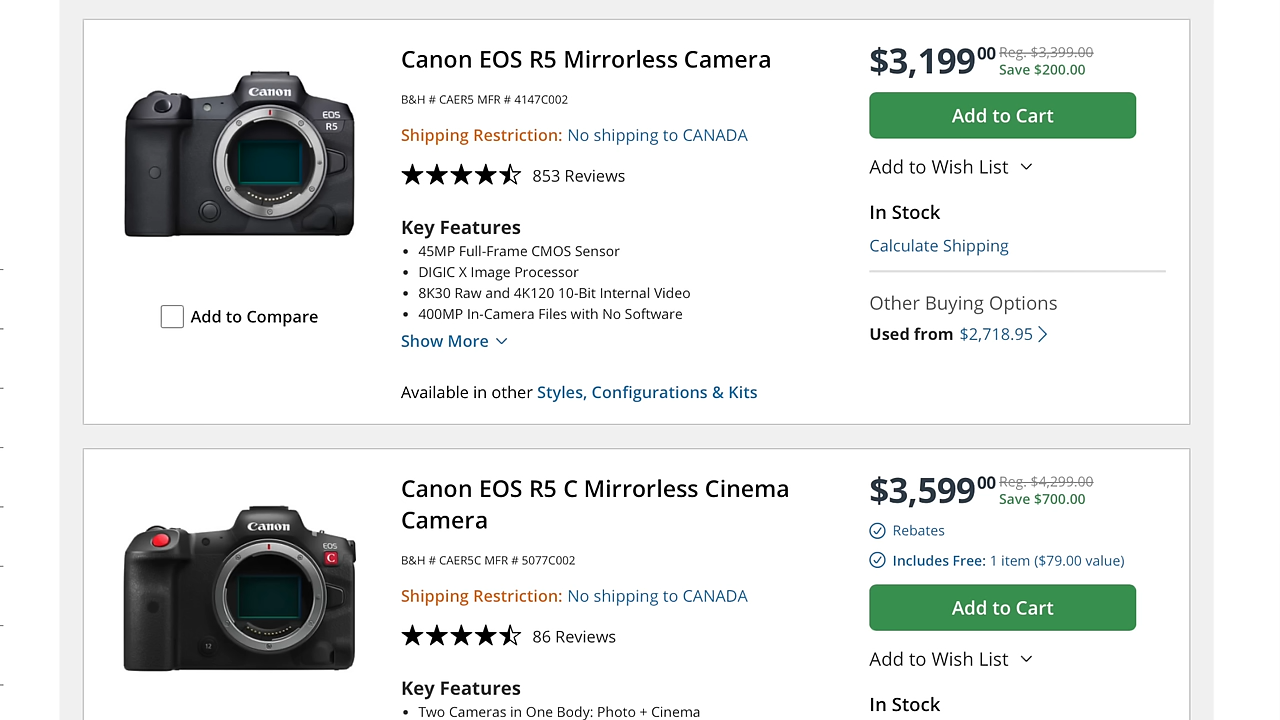 Canon
EOS
R5
Add to Compare
Canon EOS R5 Mirrorless Camera
B&H # CAER5 MFR # 4147C002
Shipping Restriction: No shipping to CANADA
853 Reviews
Key Features
• 45MP Full-Frame CMOS Sensor
• DIGIC X Image Processor
• 8K30 Raw and 4K120 10-Bit Internal Video
• 400MP In-Camera Files with No Software
Show More
Available in other Styles, Configurations & Kits
$3,199.00 Reg. $3,399.00
Save $200.00
Add to Cart
Add to Wish List
In Stock
Calculate Shipping
Other Buying Options
Used from $2,718.95
Canon
EOS
C
12
Canon EOS R5 C Mirrorless Cinema
Camera
B&H # CAER5C MFR # 5077C002
Shipping Restriction: No shipping to CANADA
86 Reviews
Key Features
• Two Cameras in One Body: Photo + Cinema
$3,599.00 Reg. $4,299.00
Save $700.00
Rebates
Includes Free: 1 item ($79.00 value)
Add to Cart
Add to Wish List
In Stock